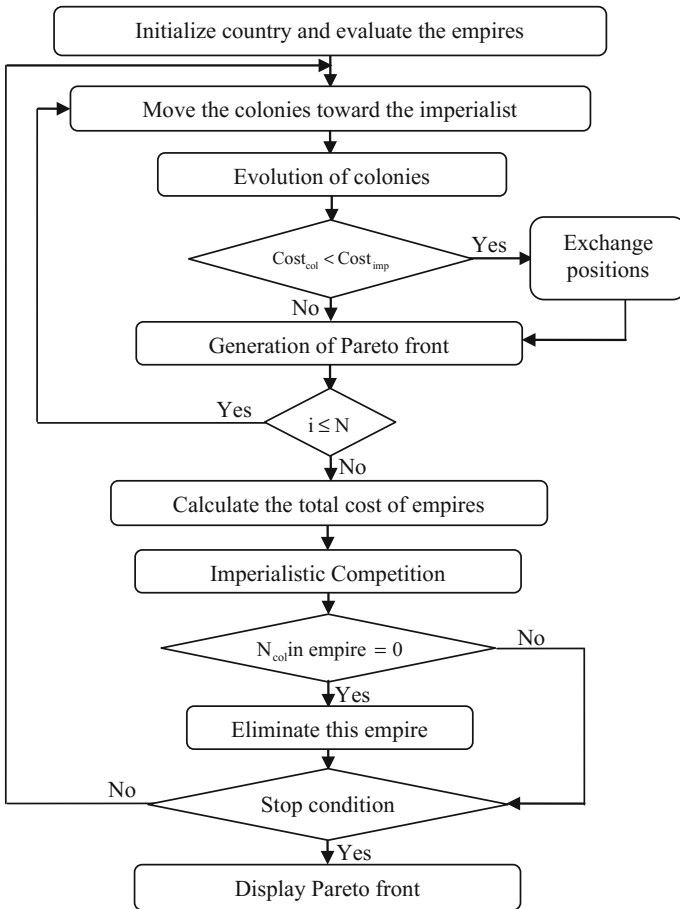 Initialize country and evaluate the empires
Move the colonies toward the imperialist
Evolution of colonies
Cost_col < Cost_imp
Yes
Exchange
positions
No
Generation of Pareto front
Yes
i ≤ N
No
Calculate the total cost of empires
Imperialistic Competition
N_col in empire = 0
No
Yes
Eliminate this empire
No
Stop condition
Yes
Display Pareto front